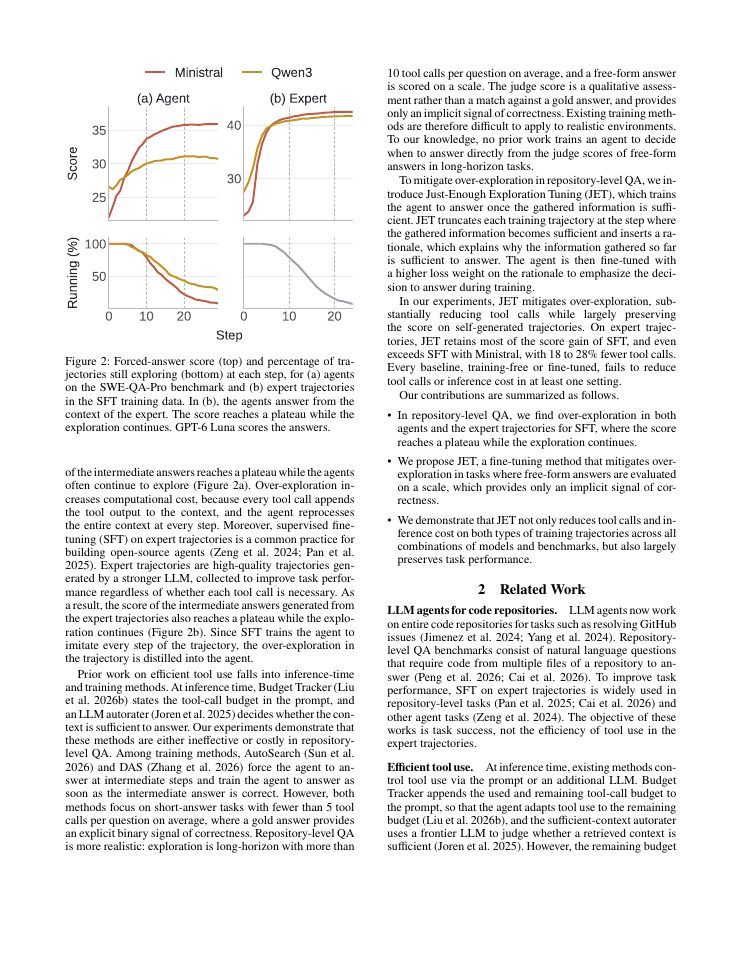 Ministral Qwen3
(a) Agent (b) Expert
Score
35
30
25
40
30
Running (%)
100
50
0 10 20 0 10 20
Step
Figure 2: Forced-answer score (top) and percentage of tra-
jectories still exploring (bottom) at each step, for (a) agents
on the SWE-QA-Pro benchmark and (b) expert trajectories
in the SFT training data. In (b), the agents answer from the
context of the expert. The score reaches a plateau while the
exploration continues. GPT-6 Luna scores the answers.
of the intermediate answers reaches a plateau while the agents
often continue to explore (Figure 2a). Over-exploration in-
creases computational cost, because every tool call appends
the tool output to the context, and the agent reprocesses
the entire context at every step. Moreover, supervised fine-
tuning (SFT) on expert trajectories is a common practice for
building open-source agents (Zeng et al. 2024; Pan et al.
2025). Expert trajectories are high-quality trajectories gen-
erated by a stronger LLM, collected to improve task perfor-
mance regardless of whether each tool call is necessary. As
a result, the score of the intermediate answers generated from
the expert trajectories also reaches a plateau while the explo-
ration continues (Figure 2b). Since SFT trains the agent to
imitate every step of the trajectory, the over-exploration in
the trajectory is distilled into the agent.
Prior work on efficient tool use falls into inference-time
and training methods. At inference time, Budget Tracker (Liu
et al. 2026b) states the tool-call budget in the prompt, and
an LLM autorater (Joren et al. 2025) decides whether the con-
text is sufficient to answer. Our experiments demonstrate that
these methods are either ineffective or costly in repository-
level QA. Among training methods, AutoSearch (Sun et al.
2026) and DAS (Zhang et al. 2026) force the agent to an-
swer at intermediate steps and train the agent to answer as
soon as the intermediate answer is correct. However, both
methods focus on short-answer tasks with fewer than 5 tool
calls per question on average, where a gold answer provides
an explicit binary signal of correctness. Repository-level QA
is more realistic: exploration is long-horizon with more than
10 tool calls per question on average, and a free-form answer
is scored on a scale. The judge score is a qualitative assess-
ment rather than a match against a gold answer, and provides
only an implicit signal of correctness. Existing training meth-
ods are therefore difficult to apply to realistic environments.
To our knowledge, no prior work trains an agent to decide
when to answer directly from the judge scores of free-form
answers in long-horizon tasks.
To mitigate over-exploration in repository-level QA, we in-
troduce Just-Enough Exploration Tuning (JET), which trains
the agent to answer once the gathered information is suffi-
cient. JET truncates each training trajectory at the step where
the gathered information becomes sufficient and inserts a ra-
tionale, which explains why the information gathered so far
is sufficient to answer. The agent is then fine-tuned with
a higher loss weight on the rationale to emphasize the deci-
sion to answer during training.
In our experiments, JET mitigates over-exploration, sub-
stantially reducing tool calls while largely preserving
the score on self-generated trajectories. On expert trajec-
tories, JET retains most of the score gain of SFT, and even
exceeds SFT with Ministral, with 18 to 28% fewer tool calls.
Every baseline, training-free or fine-tuned, fails to reduce
tool calls or inference cost in at least one setting.
Our contributions are summarized as follows.
• In repository-level QA, we find over-exploration in both
agents and the expert trajectories for SFT, where the score
reaches a plateau while the exploration continues.
• We propose JET, a fine-tuning method that mitigates over-
exploration in tasks where free-form answers are evaluated
on a scale, which provides only an implicit signal of cor-
rectness.
• We demonstrate that JET not only reduces tool calls and in-
ference cost on both types of training trajectories across all
combinations of models and benchmarks, but also largely
preserves task performance.
2 Related Work
LLM agents for code repositories. LLM agents now work
on entire code repositories for tasks such as resolving GitHub
issues (Jimenez et al. 2024; Yang et al. 2024). Repository-
level QA benchmarks consist of natural language questions
that require code from multiple files of a repository to an-
swer (Peng et al. 2026; Cai et al. 2026). To improve task
performance, SFT on expert trajectories is widely used in
repository-level tasks (Pan et al. 2025; Cai et al. 2026) and
other agent tasks (Zeng et al. 2024). The objective of these
works is task success, not the efficiency of tool use in the
expert trajectories.
Efficient tool use. At inference time, existing methods con-
trol tool use via the prompt or an additional LLM. Budget
Tracker appends the used and remaining tool-call budget to
the prompt, so that the agent adapts tool use to the remaining
budget (Liu et al. 2026b), and the sufficient-context autorater
uses a frontier LLM to judge whether a retrieved context is
sufficient (Joren et al. 2025). However, the remaining budget